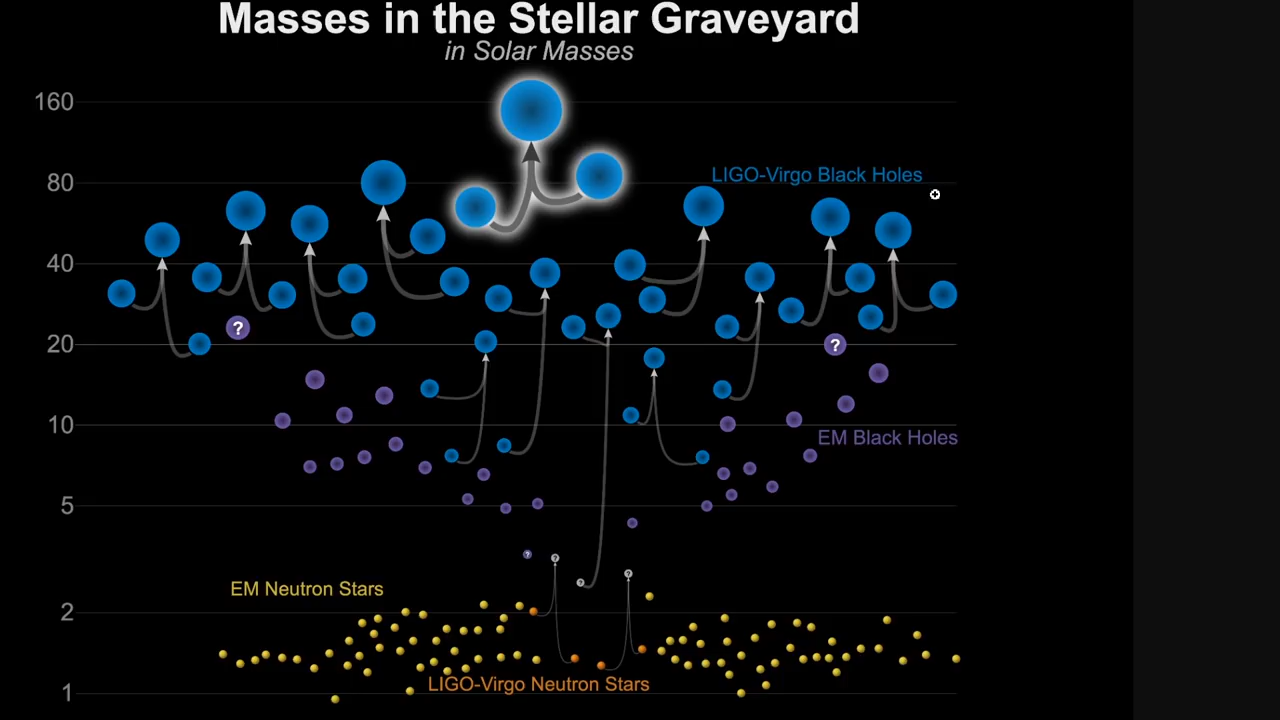 Masses in the Stellar Graveyard
in Solar Masses
160
LIGO-Virgo Black Holes
80
40
?
20
?
10
EM Black Holes
5
?
?
?
?
EM Neutron Stars
2
LIGO-Virgo Neutron Stars
1